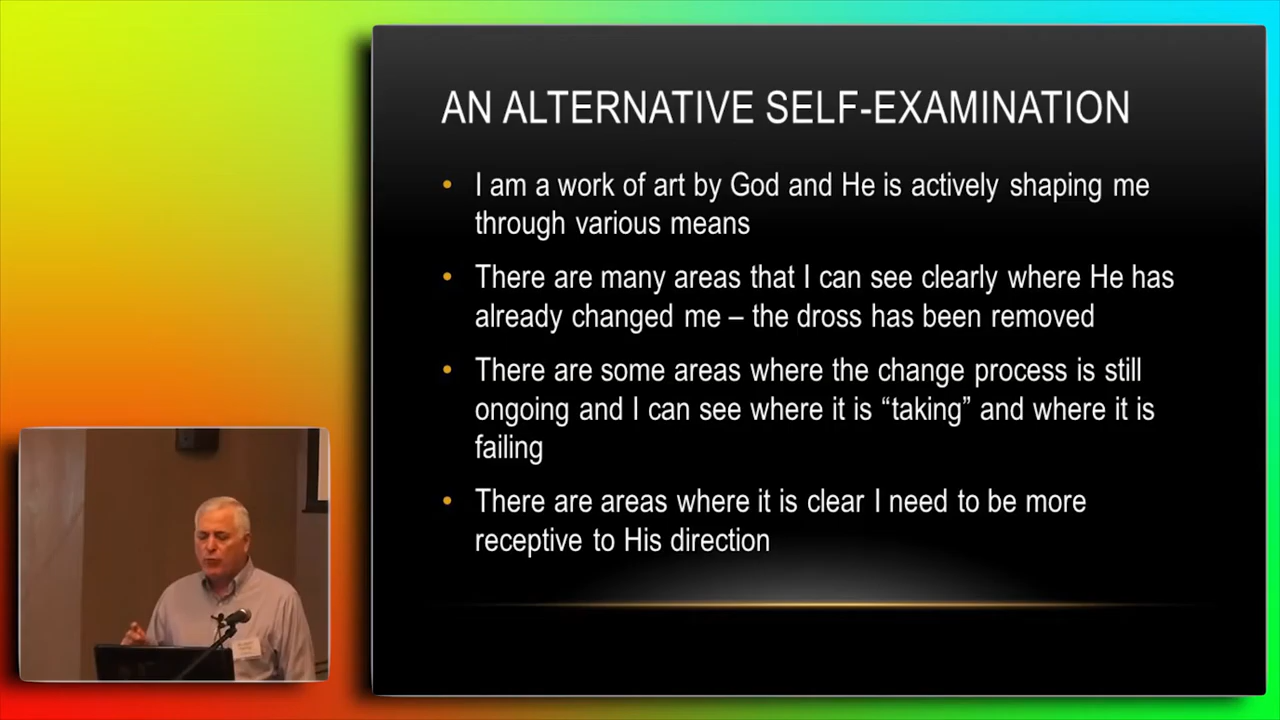 AN ALTERNATIVE SELF-EXAMINATION
• I am a work of art by God and He is actively shaping me
through various means
• There are many areas that I can see clearly where He has
already changed me – the dross has been removed
• There are some areas where the change process is still
ongoing and I can see where it is “taking” and where it is
failing
• There are areas where it is clear I need to be more
receptive to His direction